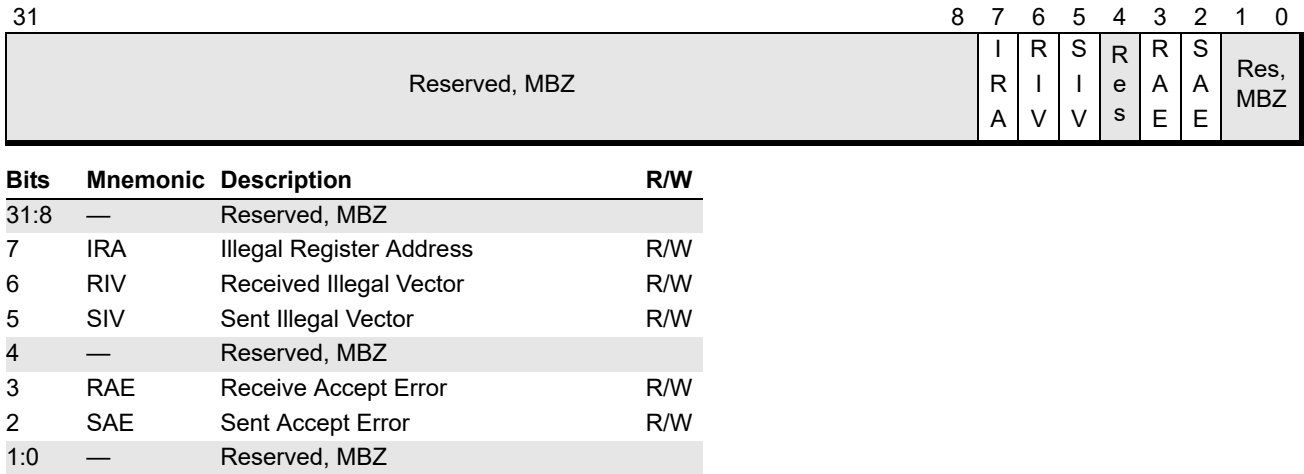 31 8 7 6 5 4 3 2 1 0
Reserved, MBZ
I
R
A
R
I
V
S
I
V
R
e
s
R
A
E
S
A
E
Res,
MBZ
Bits Mnemonic Description R/W
31:8 — Reserved, MBZ
7 IRA Illegal Register Address R/W
6 RIV Received Illegal Vector R/W
5 SIV Sent Illegal Vector R/W
4 — Reserved, MBZ
3 RAE Receive Accept Error R/W
2 SAE Sent Accept Error R/W
1:0 — Reserved, MBZ